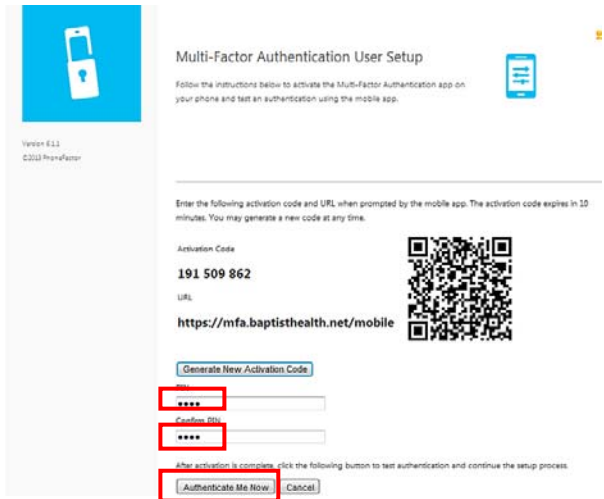 Multi-Factor Authentication User Setup
Follow the instructions below to activate the Multi-Factor Authentication app on
your phone and test an authentication using the mobile app.
Version 6.1.1
©2013 PhoneFactor
Enter the following activation code and URL when prompted by the mobile app. The activation code expires in 10
minutes. You may generate a new code at any time.
Activation Code
191 509 862
URL
https://mfa.baptisthealth.net/mobile
Generate New Activation Code
PIN
••••
Confirm PIN
••••
After activation is complete, click the following button to test authentication and continue the setup process.
Authenticate Me Now Cancel